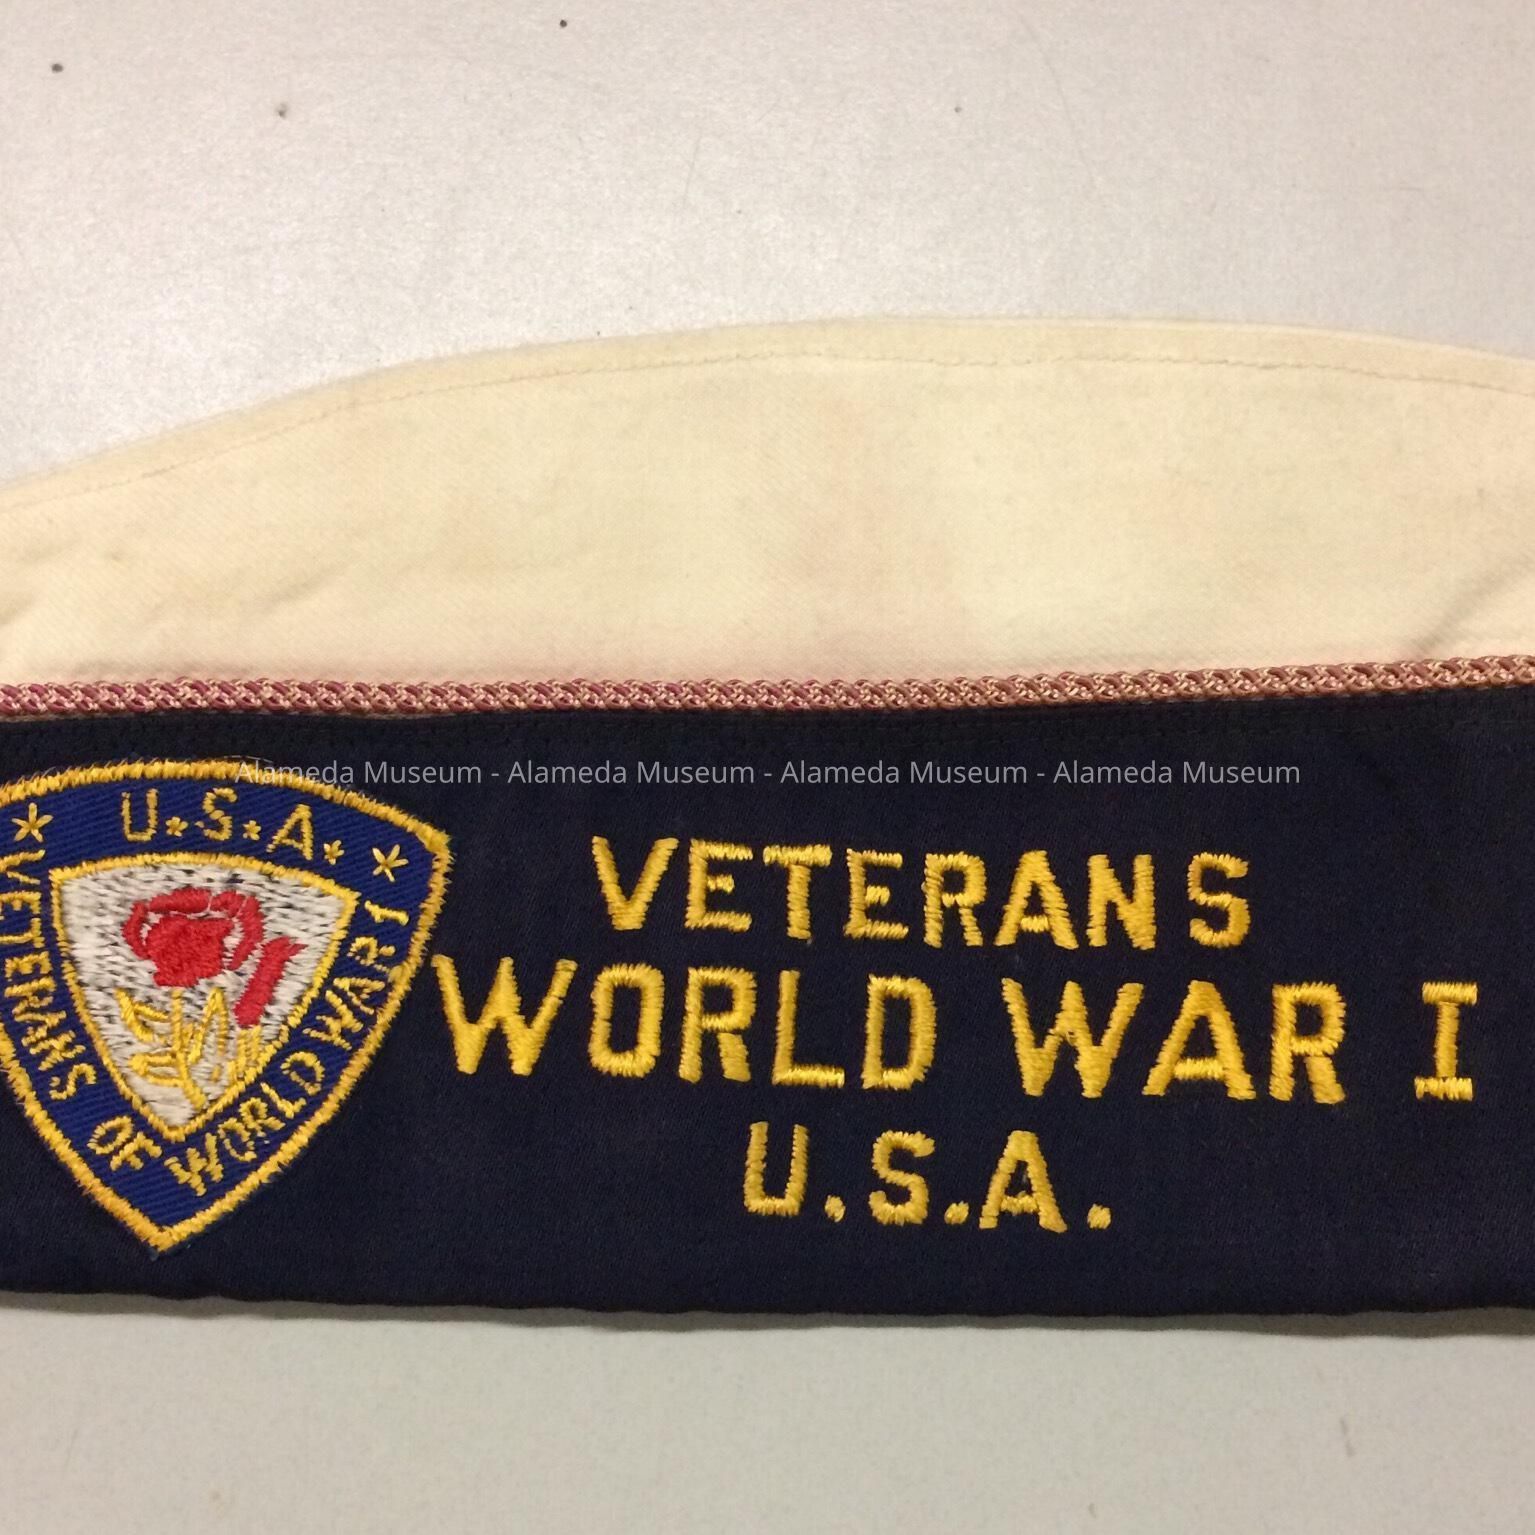 Alameda Museum - Alameda Museum - Alameda Museum - Alameda Museum
U.S.A.
VETERANS OF WORLD WAR I
VETERANS
WORLD WAR I
U.S.A.